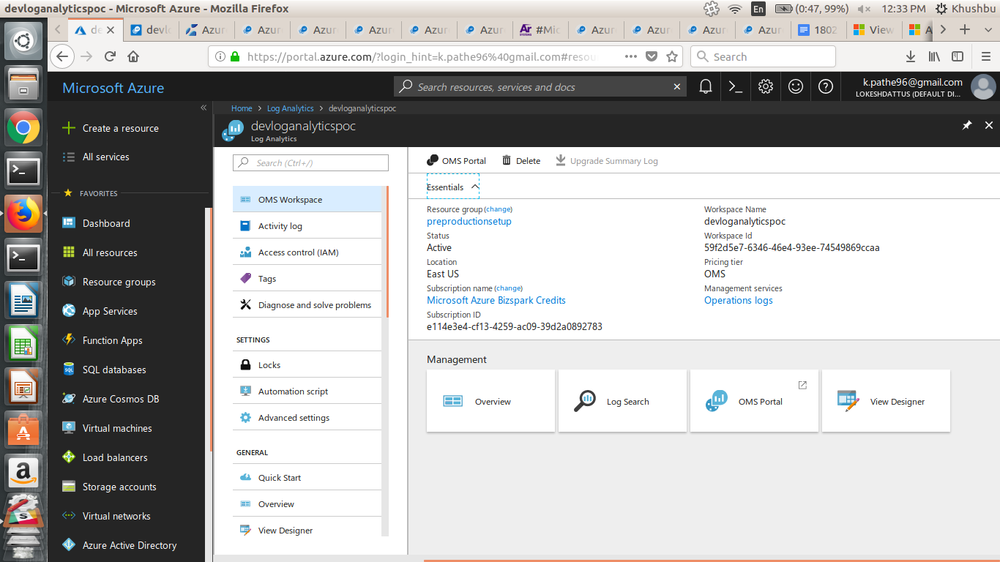 devloganalyticspoc - Microsoft Azure - Mozilla Firefox
En
(0:47, 99%)
12:33 PM
Khushbu
de
devlo
Azur
Azur
Azur
Azur
Azur
Azur
Ar
SYSTEMS
#Mic
Azur
Azur
Azur
Azur
1802
View
A
https://portal.azure.com/?login_hint=k.pathe96%40gmail.com#resou
Search
Microsoft Azure
Search resources, services and docs
k.pathe96@gmail.com
LOKESHDATTUS (DEFAULT DI...
Create a resource
All services
FAVORITES
Dashboard
All resources
Resource groups
App Services
Function Apps
SQL databases
Azure Cosmos DB
Virtual machines
Load balancers
Storage accounts
Virtual networks
Azure Active Directory
Home > Log Analytics > devloganalyticspoc
devloganalyticspoc
Log Analytics
Search (Ctrl+/)
OMS Workspace
Activity log
Access control (IAM)
Tags
Diagnose and solve problems
SETTINGS
Locks
Automation script
Advanced settings
GENERAL
Quick Start
Overview
View Designer
OMS Portal
Delete
Upgrade Summary Log
Essentials
Resource group (change)
preproductionsetup
Status
Active
Location
East US
Subscription name (change)
Microsoft Azure Bizspark Credits
Subscription ID
e114e3e4-cf13-4259-ac09-39d2a0892783
Workspace Name
devloganalyticspoc
Workspace Id
59f2d5e7-6346-46e4-93ee-74549869ccaa
Pricing tier
OMS
Management services
Operations logs
Management
Overview
Log Search
OMS Portal
View Designer